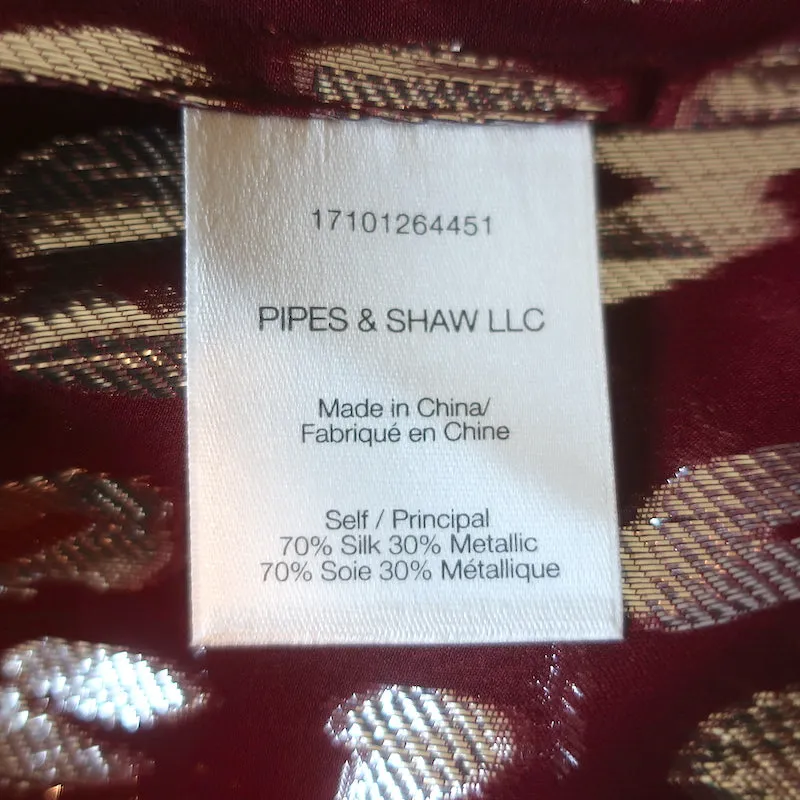 17101264451
PIPES & SHAW LLC
Made in China/
Fabriqué en Chine
Self / Principal
70% Silk 30% Metallic
70% Soie 30% Métallique